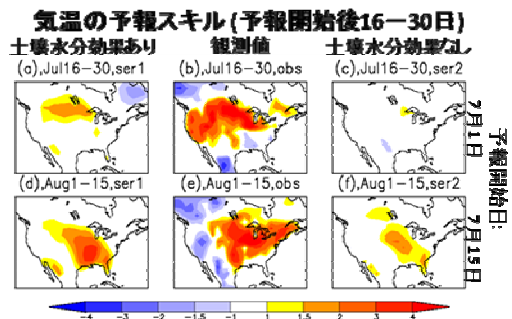 気温の予報スキル(予報開始後16－30日)
土壌水分効果あり 観測値 土壌水分効果なし
(a),Jul16-30,ser1 (b),Jul16-30,obs (c),Jul16-30,ser2
(d),Aug1-15,ser1 (e),Aug1-15,obs (f),Aug1-15,ser2
予報開始日:
7月1日
7月15日
-4 -3 -2 -1.5 -1 1 1.5 2 3 4